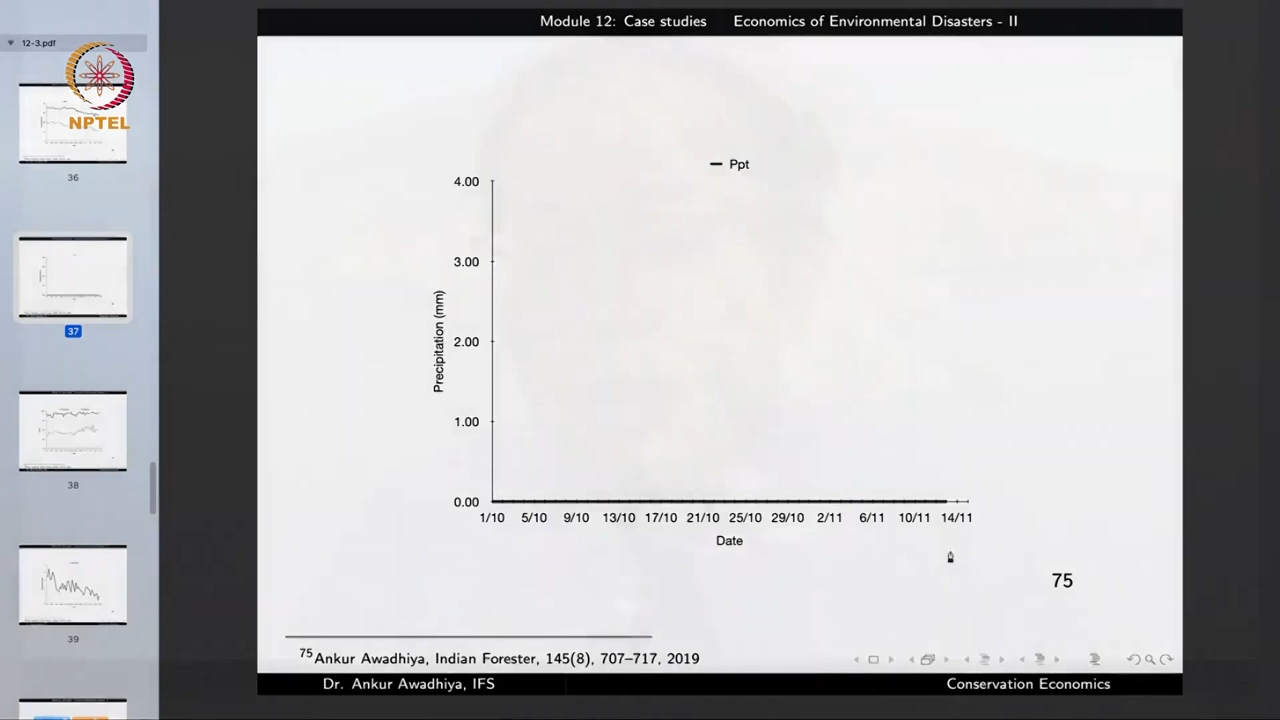 Module 12: Case studies Economics of Environmental Disasters - II
12-3.pdf
NPTEL
36
37
38
39
Ppt
4.00
3.00
2.00
1.00
0.00
Precipitation (mm)
1/10 5/10 9/10 13/10 17/10 21/10 25/10 29/10 2/11 6/11 10/11 14/11
Date
75
75Ankur Awadhiya, Indian Forester, 145(8), 707–717, 2019
Dr. Ankur Awadhiya, IFS Conservation Economics